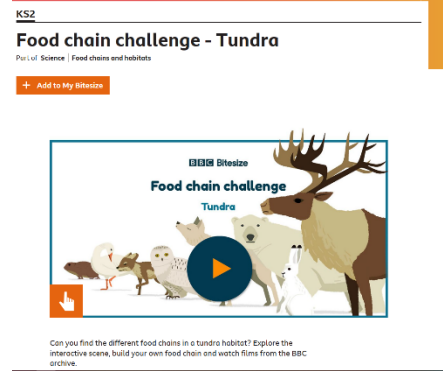 KS2
Food chain challenge - Tundra
Part of Science | Food chains and habitats
+ Add to My Bitesize
BBC Bitesize
Food chain challenge
Tundra
Can you find the different food chains in a tundra habitat? Explore the
interactive scene, build your own food chain and watch films from the BBC
archive.